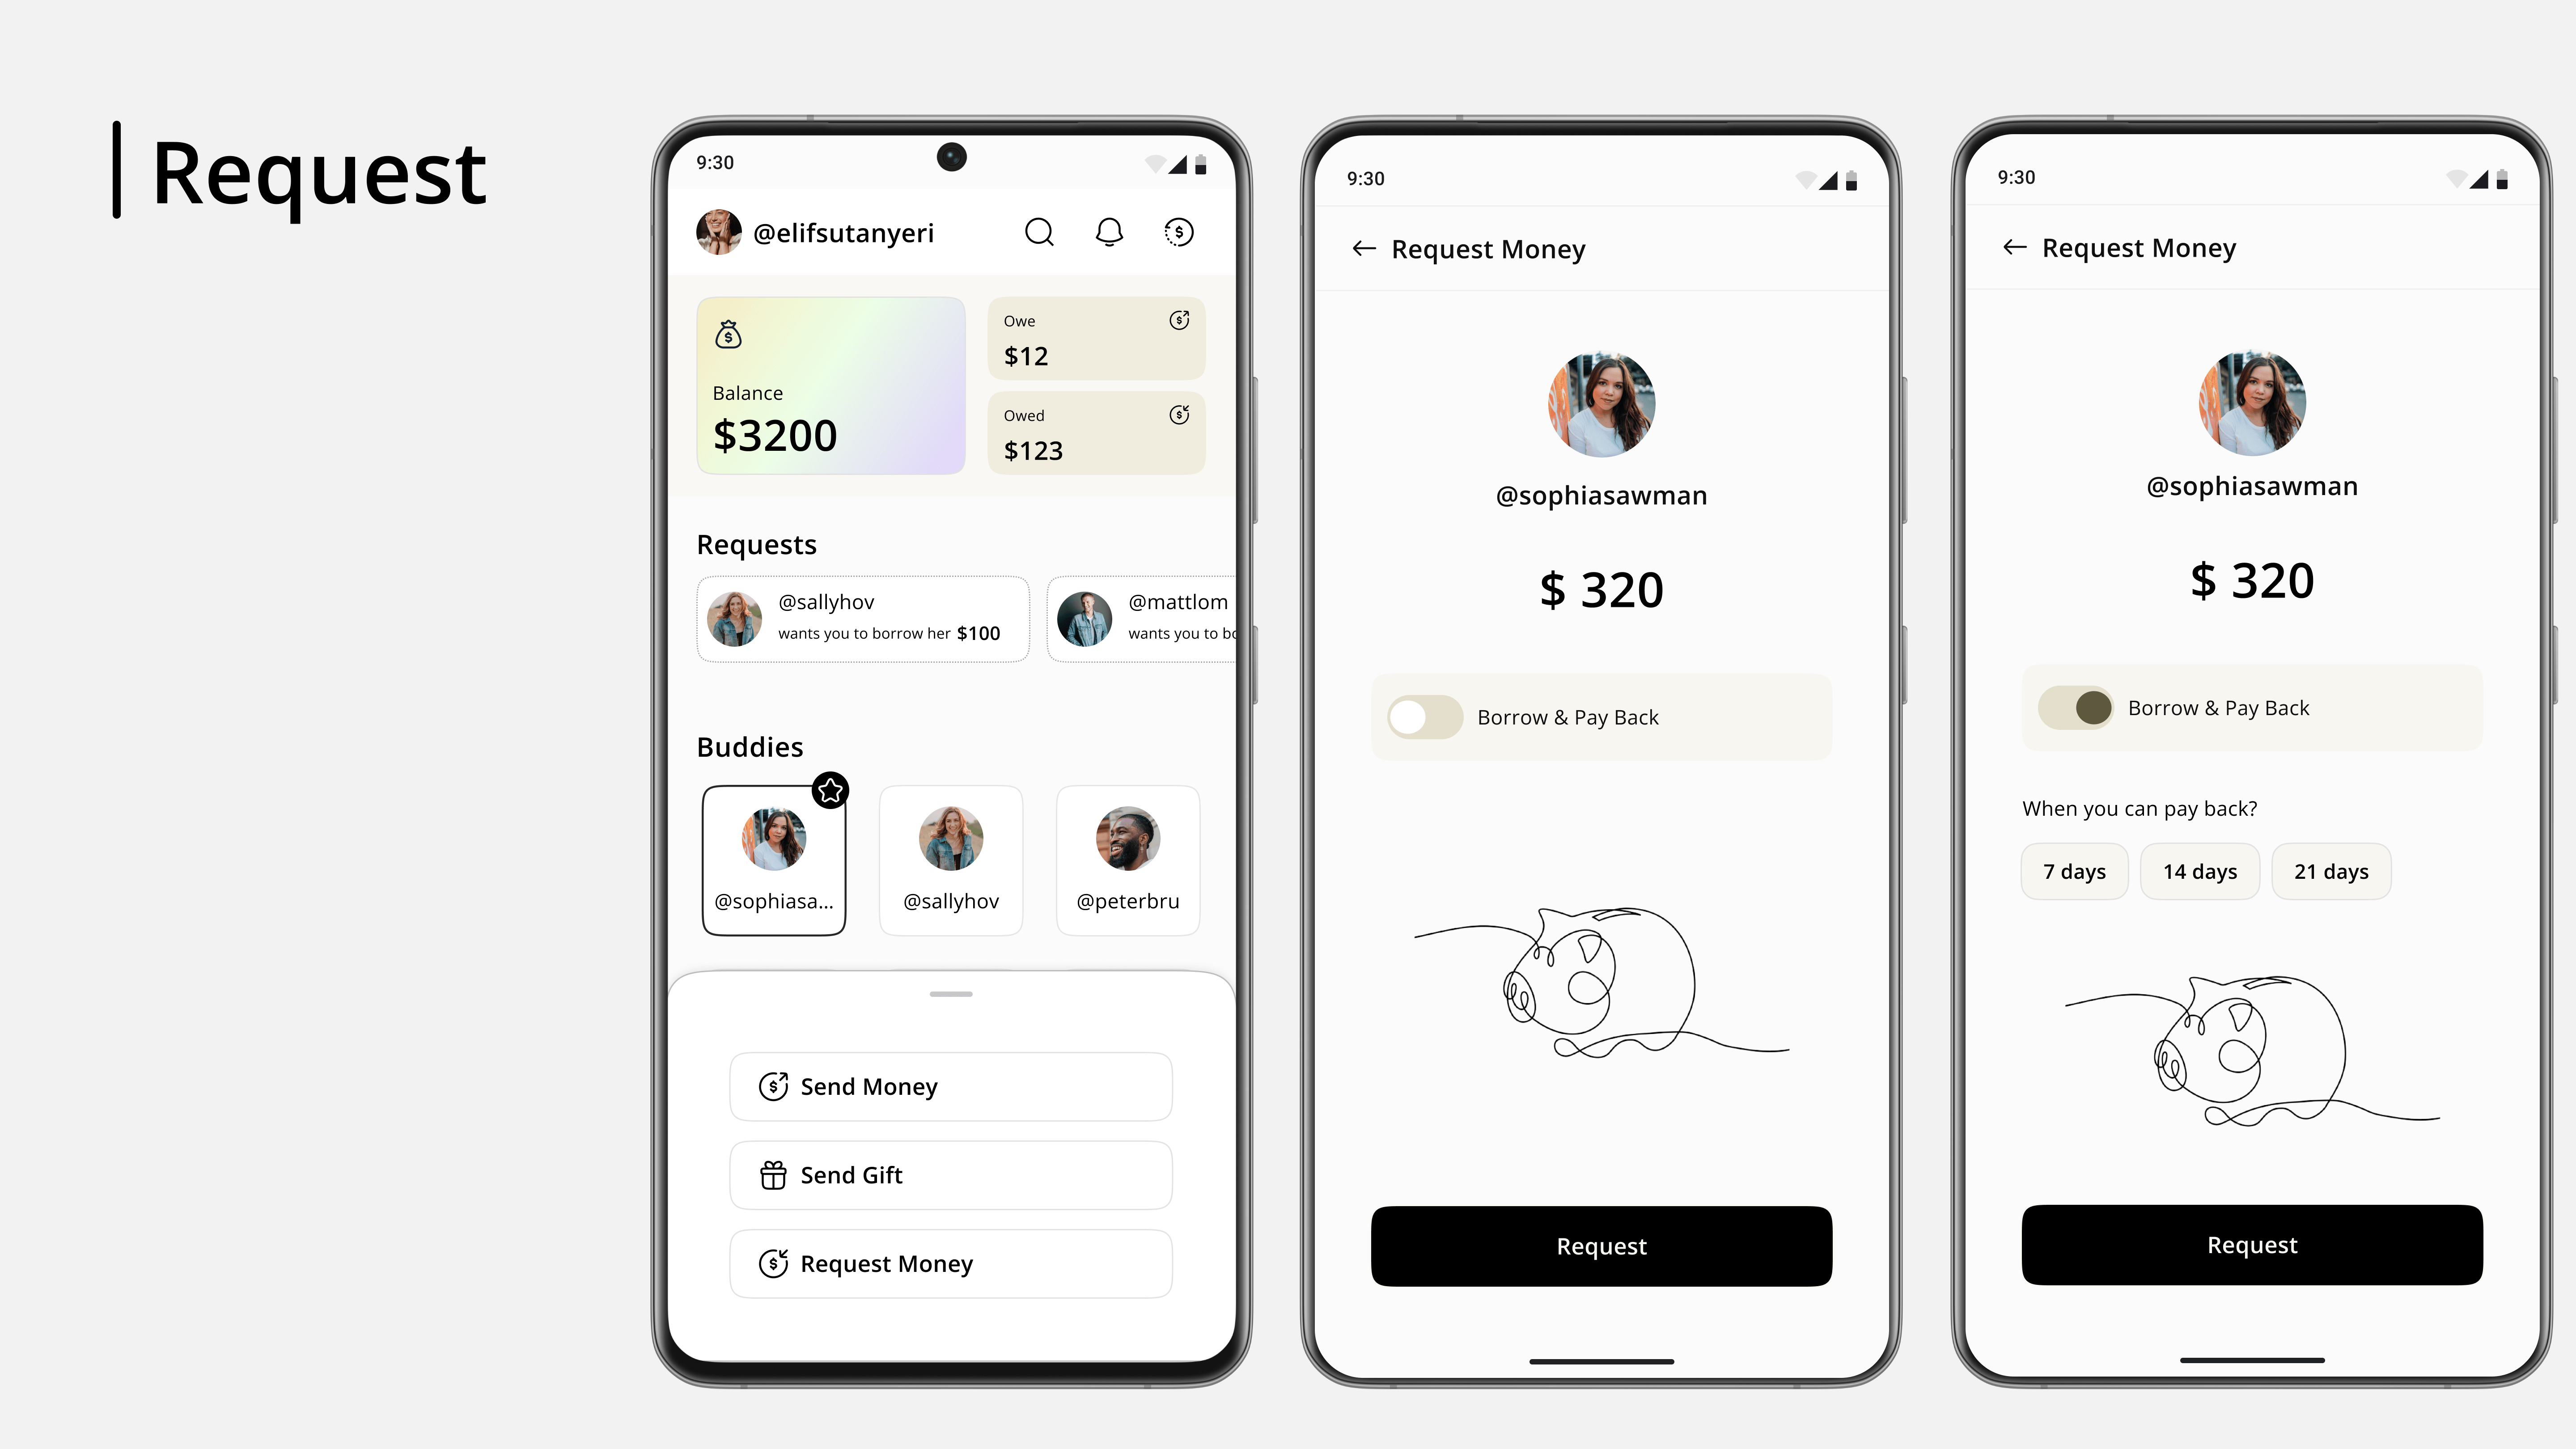 Request
9:30
@elifsutanyeri
Balance
$3200
Owe
$12
Owed
$123
Requests
@sallyhov
wants you to borrow her $100
@mattlom
wants you to bo
Buddies
@sophiasa...
@sallyhov
@peterbru
Send Money
Send Gift
Request Money
9:30
Request Money
@sophiasawman
$ 320
Borrow & Pay Back
Request
9:30
Request Money
@sophiasawman
$ 320
Borrow & Pay Back
When you can pay back?
7 days
14 days
21 days
Request